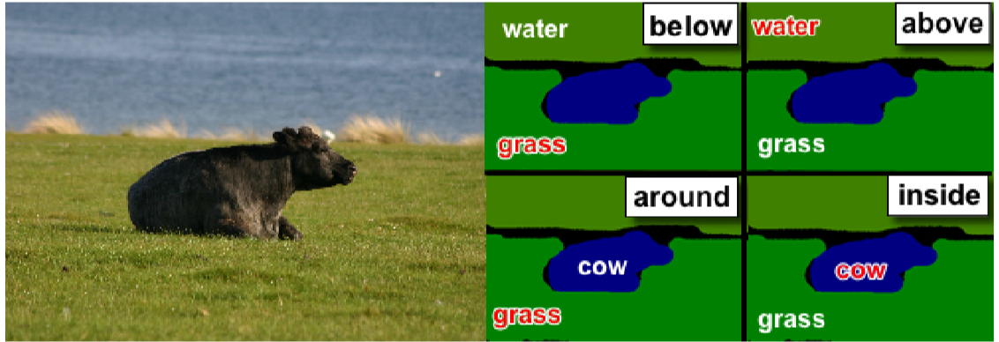 water below
water above
grass
grass
around
inside
cow
cow
grass
grass